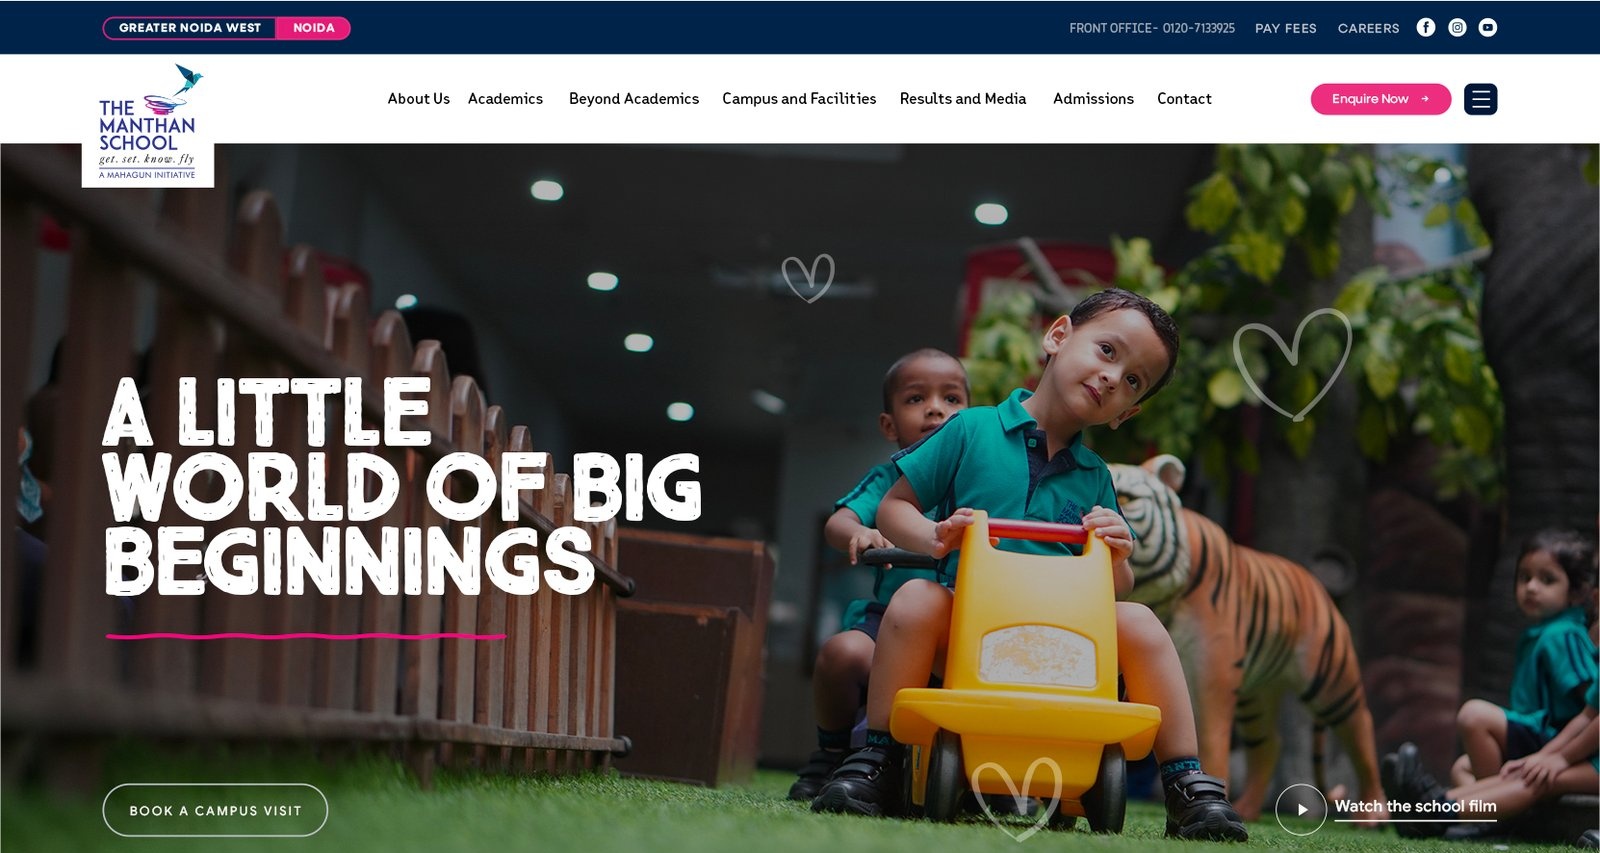 GREATER NOIDA WEST
NOIDA
FRONT OFFICE- 0120-7133925
PAY FEES
CAREERS
THE
MANTHAN
SCHOOL
get. set. know. fly
A MAHAGUN INITIATIVE
About Us
Academics
Beyond Academics
Campus and Facilities
Results and Media
Admissions
Contact
Enquire Now
A LITTLE
WORLD OF BIG
BEGINNINGS
BOOK A CAMPUS VISIT
Watch the school film